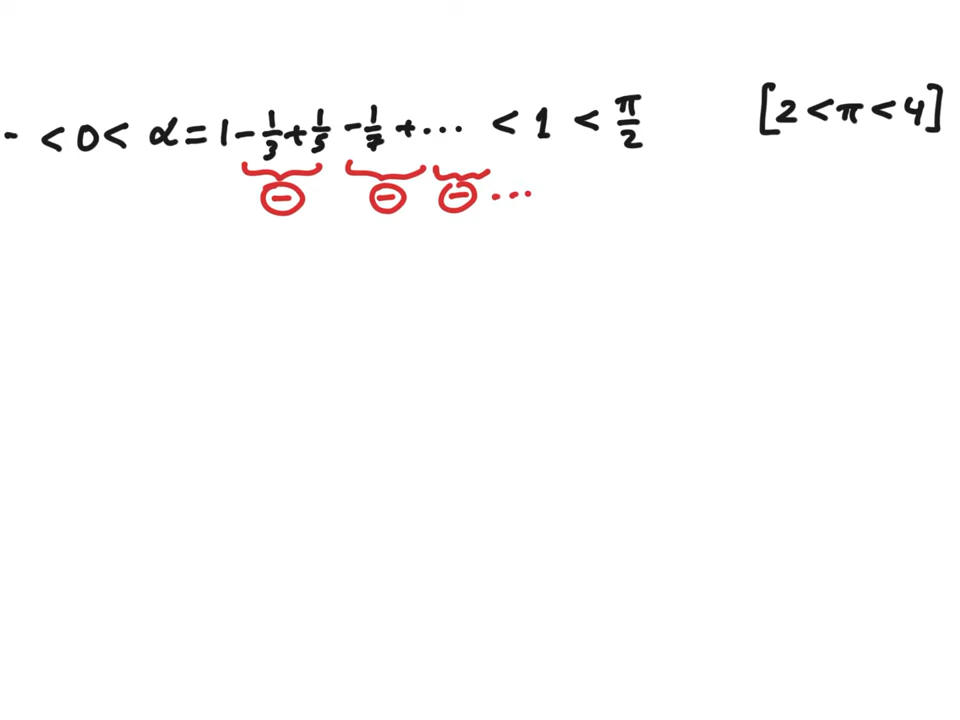 - < 0 < α = 1 - 1/3 + 1/5 - 1/7 + ... < 1 < π/2 [2 < π < 4]
⊖ ⊖ ⊖ ...